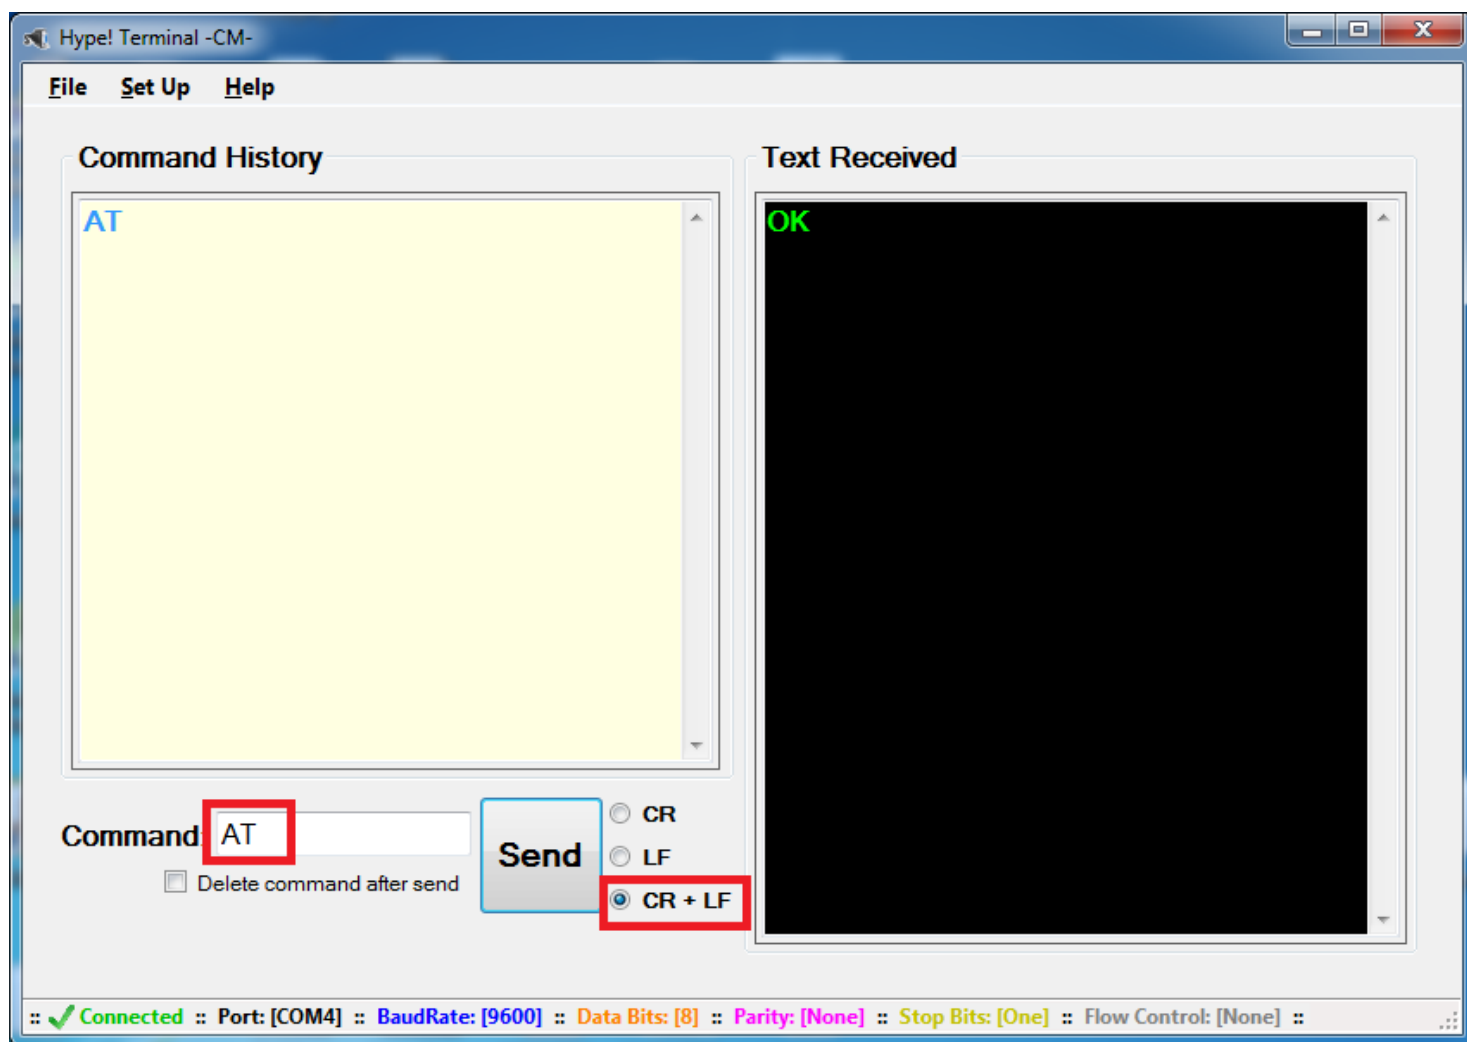 Hype! Terminal -CM-
File Set Up Help
Command History
AT
Text Received
OK
Command: AT
Delete command after send
Send
CR
LF
CR + LF
:: Connected :: Port: [COM4] :: BaudRate: [9600] :: Data Bits: [8] :: Parity: [None] :: Stop Bits: [One] :: Flow Control: [None] ::